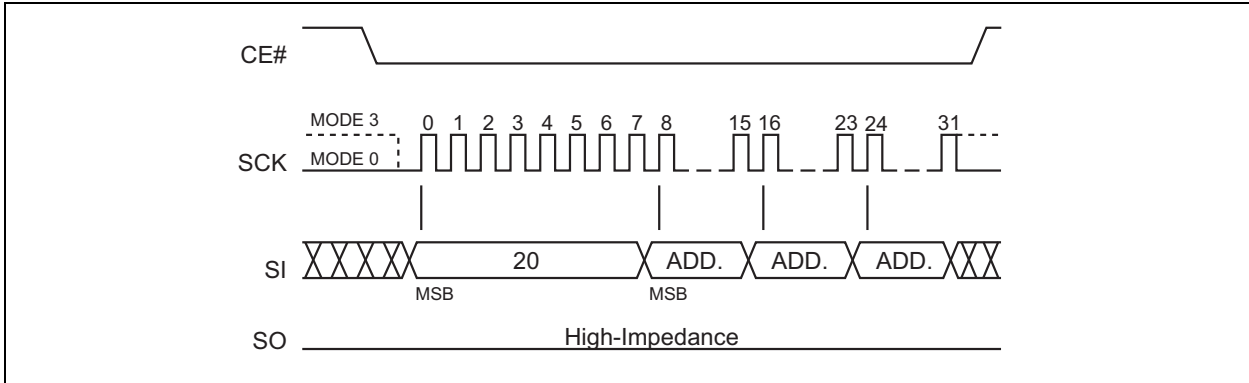 CE#
MODE 3
0 1 2 3 4 5 6 7 8 15 16 23 24 31
SCK MODE 0
SI 20 ADD. ADD. ADD.
MSB MSB
SO High-Impedance